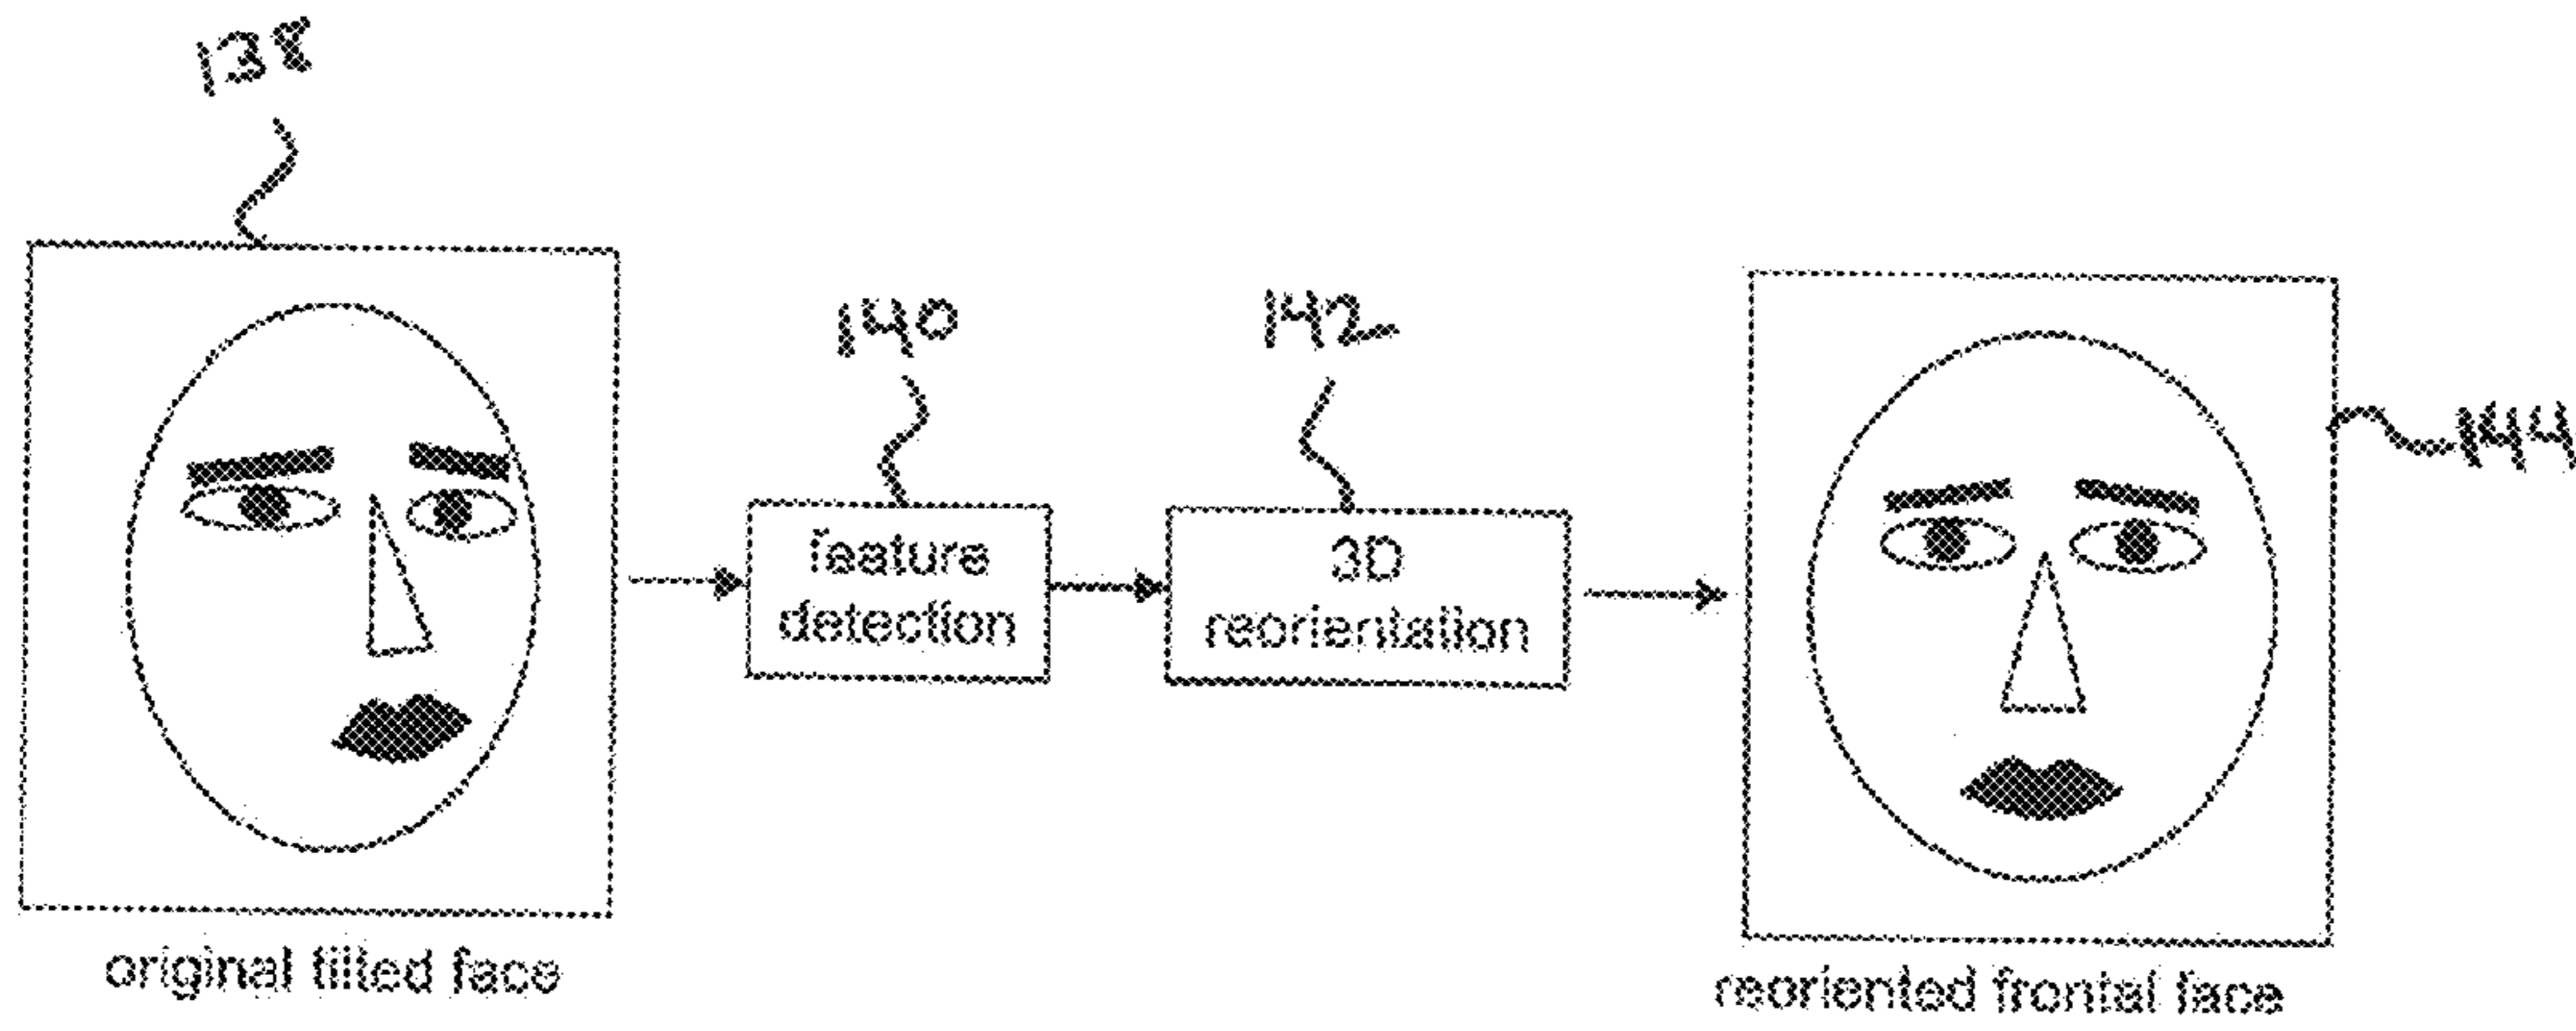 138
140
142
144
feature
detection
3D
reorientation
original tilted face
reoriented frontal face